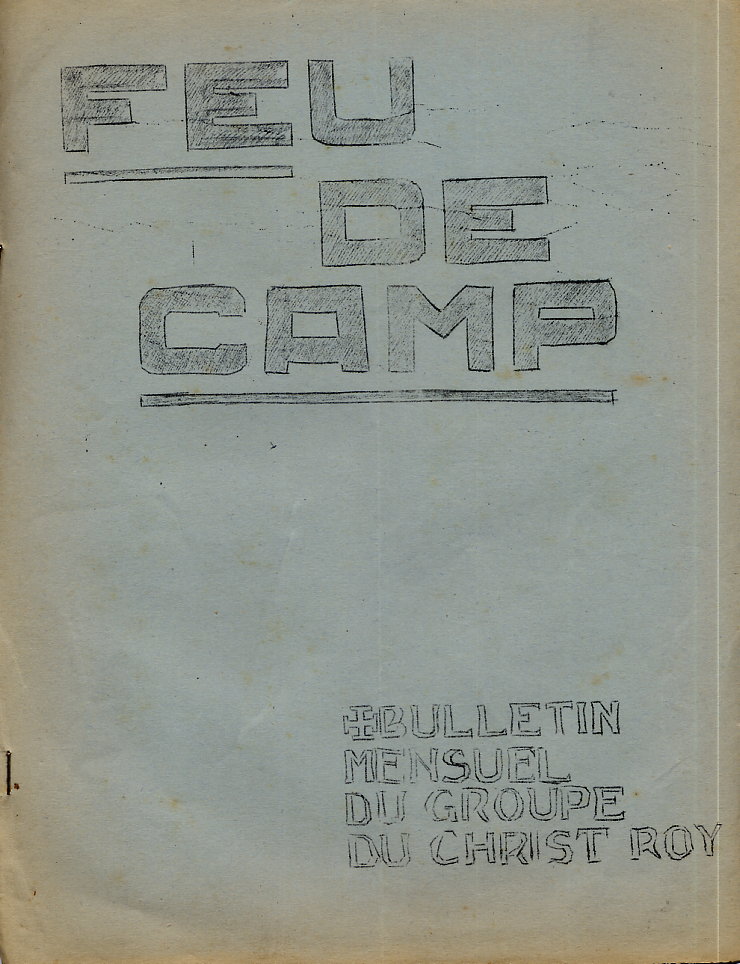 FEU
DE
CAMP
BULLETIN
MENSUEL
DU GROUPE
DU CHRIST ROY